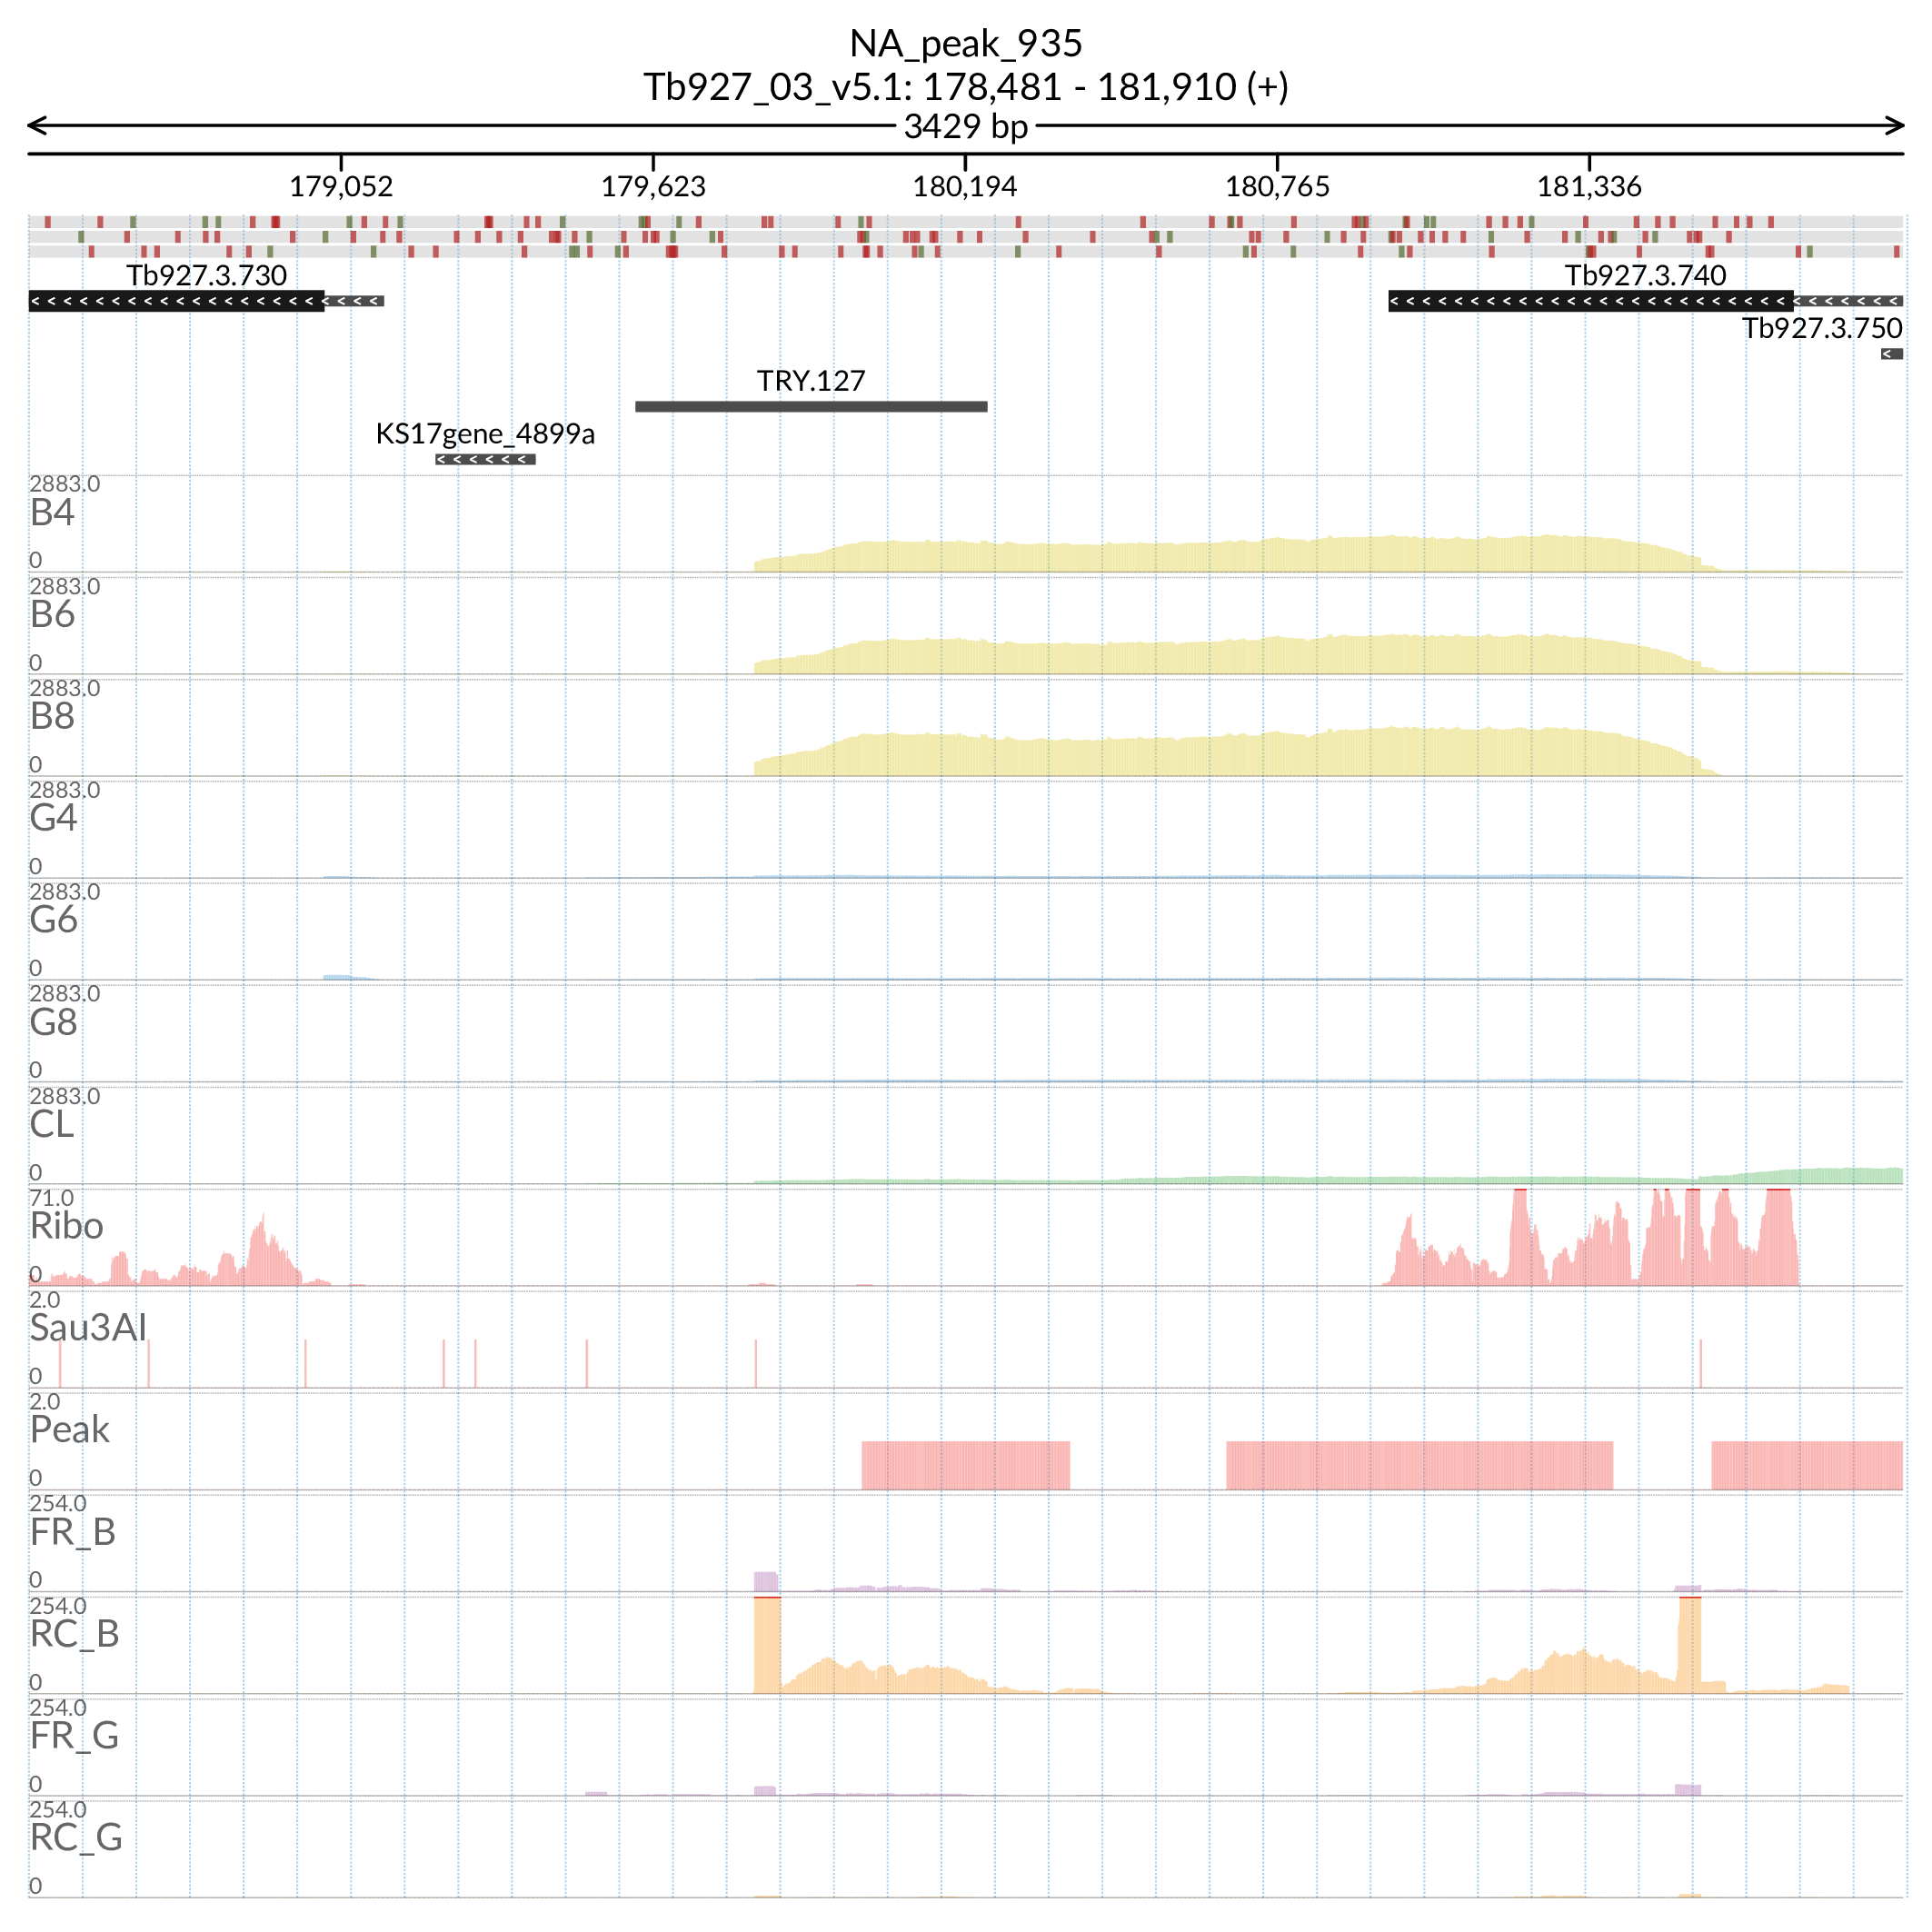 NA_peak_935
Tb927_03_v5.1: 178,481 - 181,910 (+)
3429 bp
179,052 179,623 180,194 180,765 181,336
Tb927.3.730 Tb927.3.740
Tb927.3.750
TRY.127
KS17gene_4899a
2883.0
B4
0
2883.0
B6
0
2883.0
B8
0
2883.0
G4
0
2883.0
G6
0
2883.0
G8
0
2883.0
CL
0
71.0
Ribo
0
2.0
Sau3AI
0
2.0
Peak
0
254.0
FR_B
0
254.0
RC_B
0
254.0
FR_G
0
254.0
RC_G
0